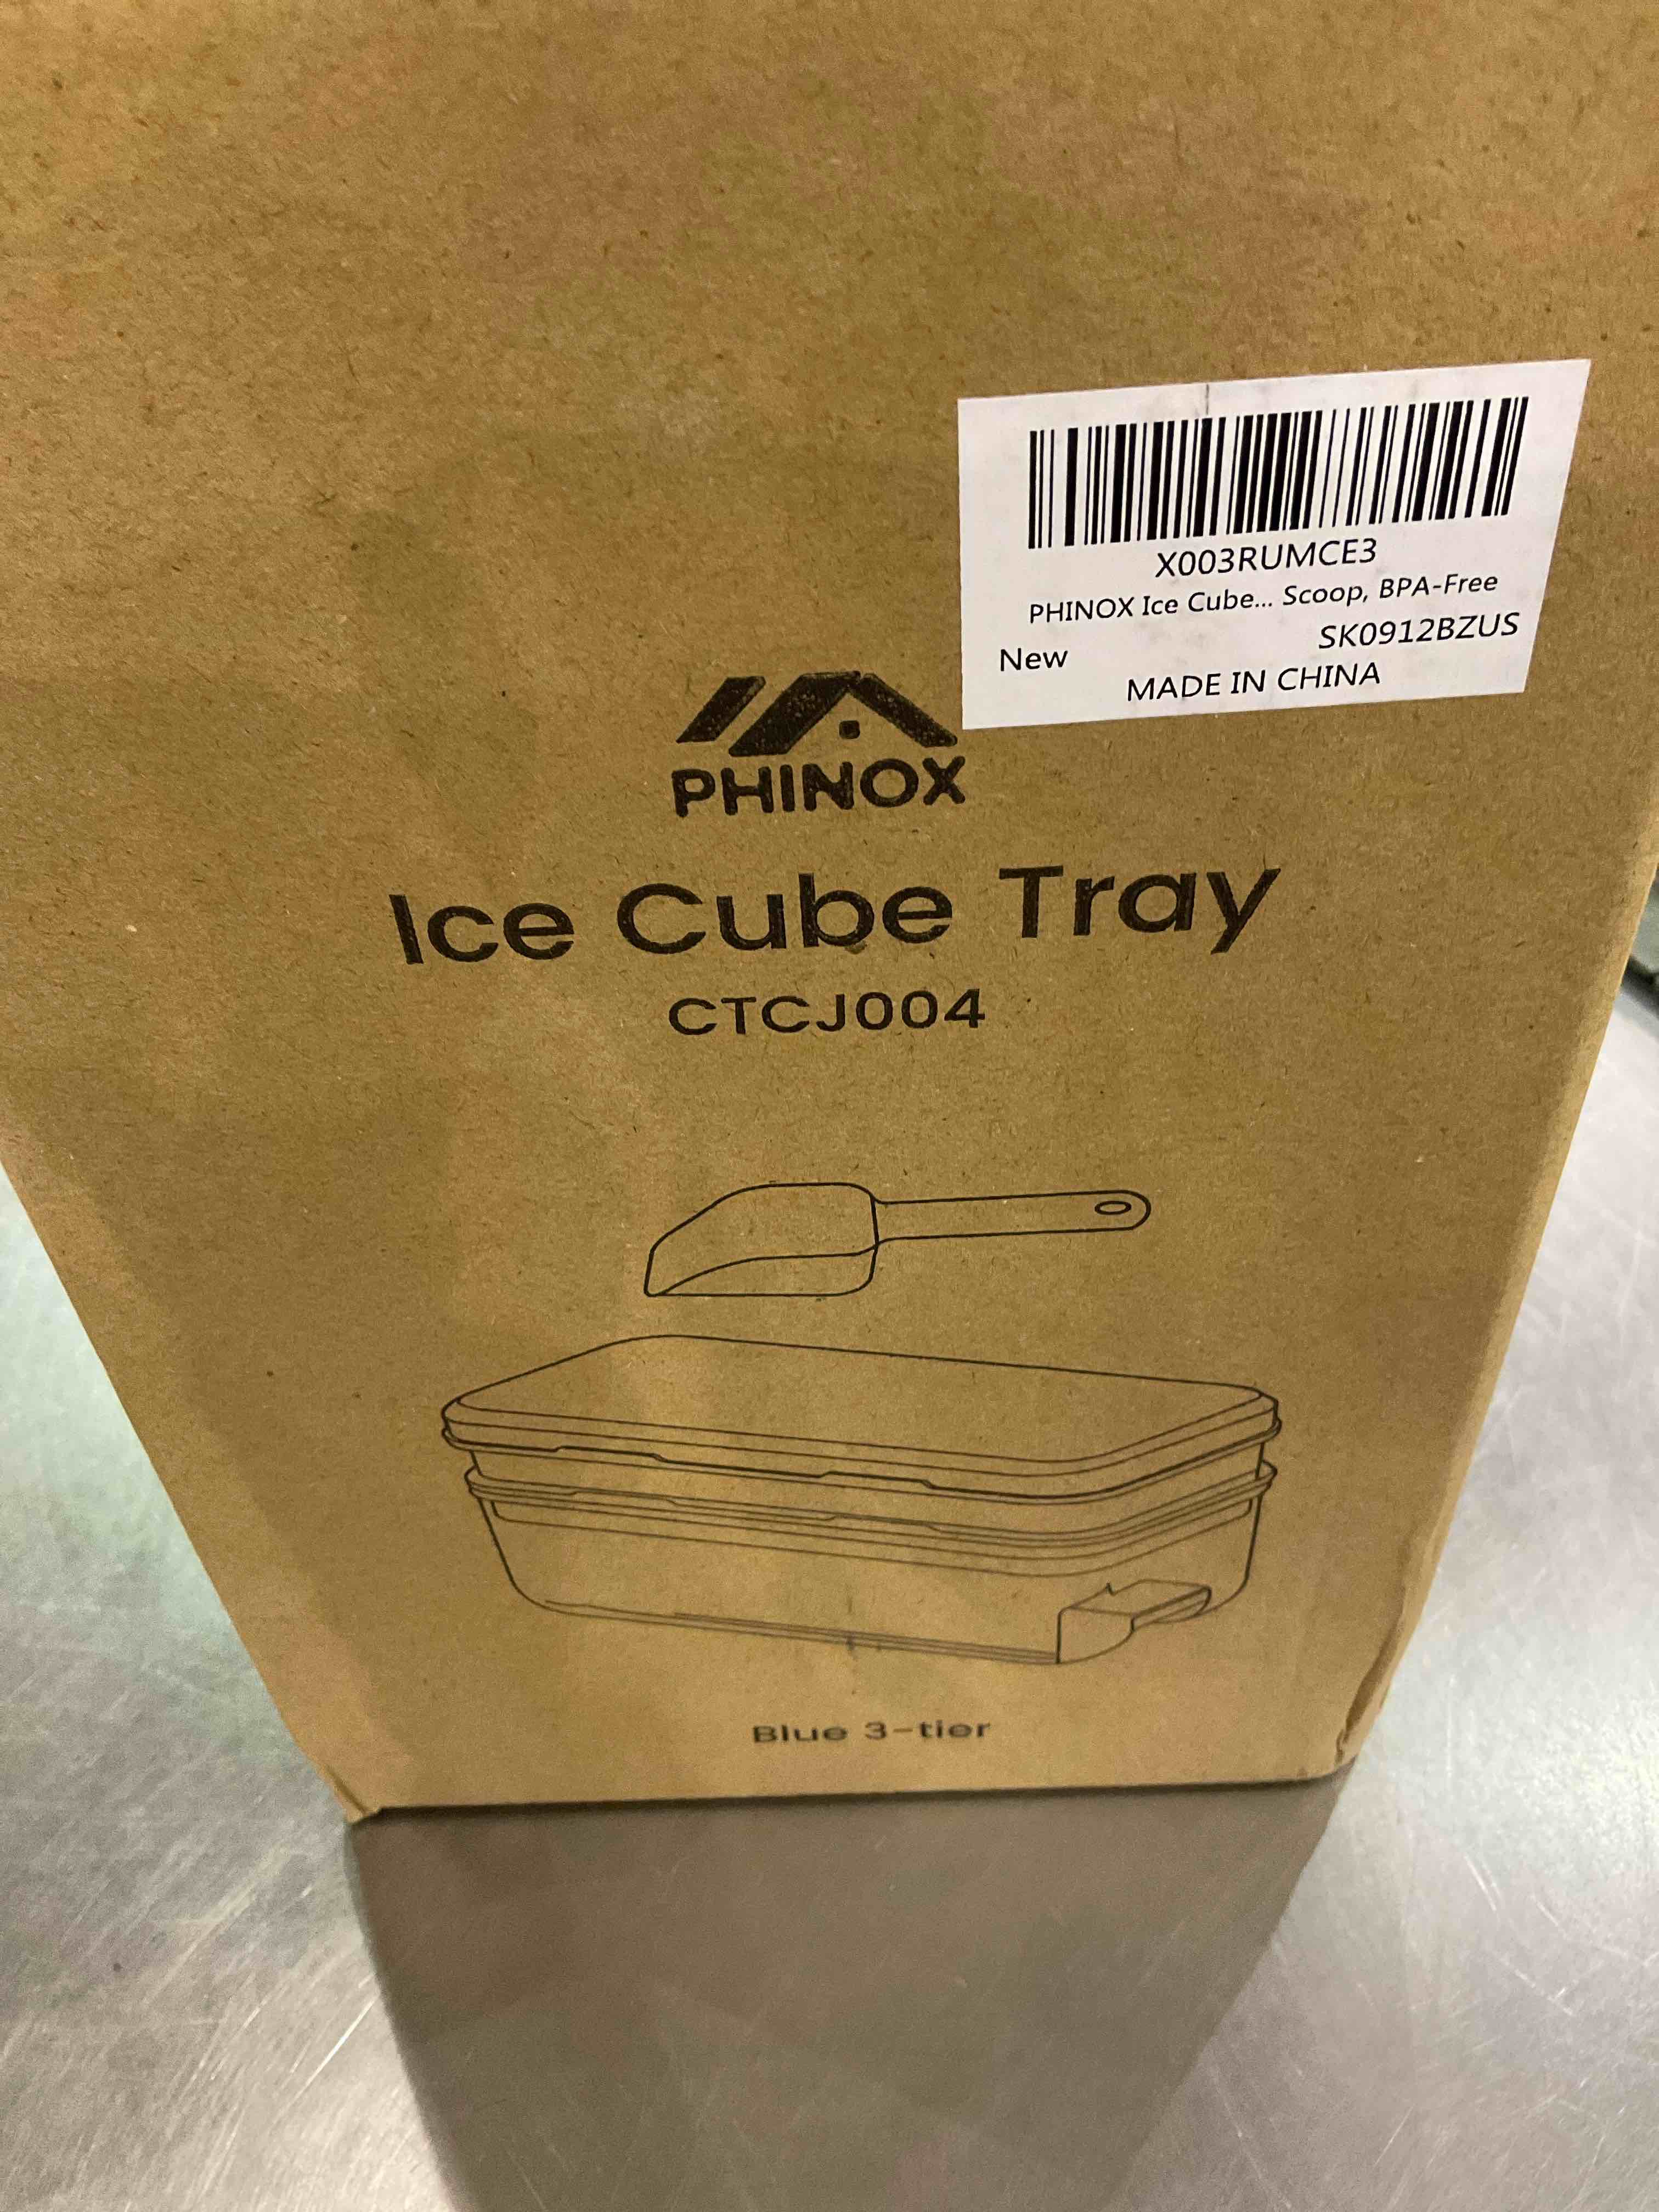 X003RUMCE3
PHINOX Ice Cube... Scoop, BPA-Free
SK0912BZUS
New
MADE IN CHINA
PHINOX
Ice Cube Tray
CTCJ004
Blue 3-tier